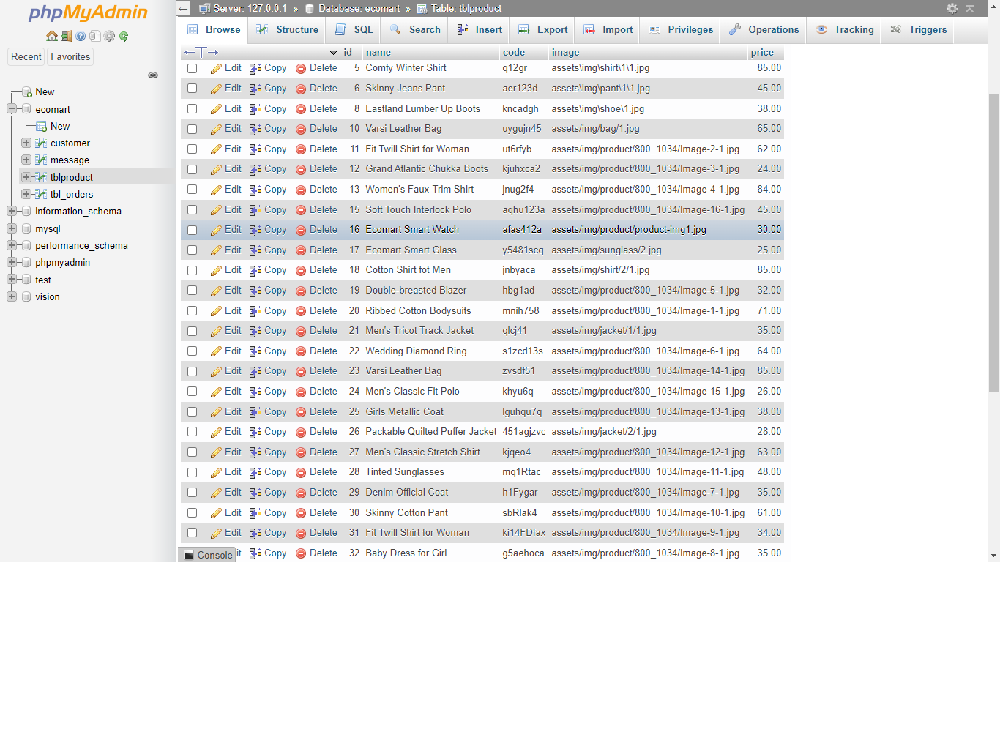 phpMyAdmin
Recent Favorites
New
ecomart
New
customer
message
tblproduct
tbl_orders
information_schema
mysql
performance_schema
phpmyadmin
test
vision
Server: 127.0.0.1 » Database: ecomart » Table: tblproduct
Browse Structure SQL Search Insert Export Import Privileges Operations Tracking Triggers
id name code image price
Edit Copy Delete 5 Comfy Winter Shirt q12gr assets\img\shirt\1\1.jpg 85.00
Edit Copy Delete 6 Skinny Jeans Pant aer123d assets\img\pant\1\1.jpg 45.00
Edit Copy Delete 8 Eastland Lumber Up Boots kncadgh assets\img\shoe\1.jpg 38.00
Edit Copy Delete 10 Varsi Leather Bag uygujn45 assets/img/bag/1.jpg 65.00
Edit Copy Delete 11 Fit Twill Shirt for Woman ut6rfyb assets/img/product/800_1034/Image-2-1.jpg 62.00
Edit Copy Delete 12 Grand Atlantic Chukka Boots kjuhxca2 assets/img/product/800_1034/Image-3-1.jpg 24.00
Edit Copy Delete 13 Women's Faux-Trim Shirt jnug2f4 assets/img/product/800_1034/Image-4-1.jpg 84.00
Edit Copy Delete 15 Soft Touch Interlock Polo aqhu123a assets/img/product/800_1034/Image-16-1.jpg 45.00
Edit Copy Delete 16 Ecomart Smart Watch afas412a assets/img/product/product-img1.jpg 30.00
Edit Copy Delete 17 Ecomart Smart Glass y5481scq assets/img/sunglass/2.jpg 25.00
Edit Copy Delete 18 Cotton Shirt fot Men jnbyaca assets/img/shirt/2/1.jpg 85.00
Edit Copy Delete 19 Double-breasted Blazer hbg1ad assets/img/product/800_1034/Image-5-1.jpg 32.00
Edit Copy Delete 20 Ribbed Cotton Bodysuits mnih758 assets/img/product/800_1034/Image-1-1.jpg 71.00
Edit Copy Delete 21 Men's Tricot Track Jacket qlcj41 assets/img/jacket/1/1.jpg 35.00
Edit Copy Delete 22 Wedding Diamond Ring s1zcd13s assets/img/product/800_1034/Image-6-1.jpg 64.00
Edit Copy Delete 23 Varsi Leather Bag zvsdf51 assets/img/product/800_1034/Image-14-1.jpg 85.00
Edit Copy Delete 24 Men's Classic Fit Polo khyu6q assets/img/product/800_1034/Image-15-1.jpg 26.00
Edit Copy Delete 25 Girls Metallic Coat lguhqu7q assets/img/product/800_1034/Image-13-1.jpg 38.00
Edit Copy Delete 26 Packable Quilted Puffer Jacket 451agjzvc assets/img/jacket/2/1.jpg 28.00
Edit Copy Delete 27 Men's Classic Stretch Shirt kjqeo4 assets/img/product/800_1034/Image-12-1.jpg 63.00
Edit Copy Delete 28 Tinted Sunglasses mq1Rtac assets/img/product/800_1034/Image-11-1.jpg 48.00
Edit Copy Delete 29 Denim Official Coat h1Fygar assets/img/product/800_1034/Image-7-1.jpg 35.00
Edit Copy Delete 30 Skinny Cotton Pant sbRlak4 assets/img/product/800_1034/Image-10-1.jpg 61.00
Edit Copy Delete 31 Fit Twill Shirt for Woman ki14FDfax assets/img/product/800_1034/Image-9-1.jpg 34.00
Console it Copy Delete 32 Baby Dress for Girl g5aehoca assets/img/product/800_1034/Image-8-1.jpg 35.00